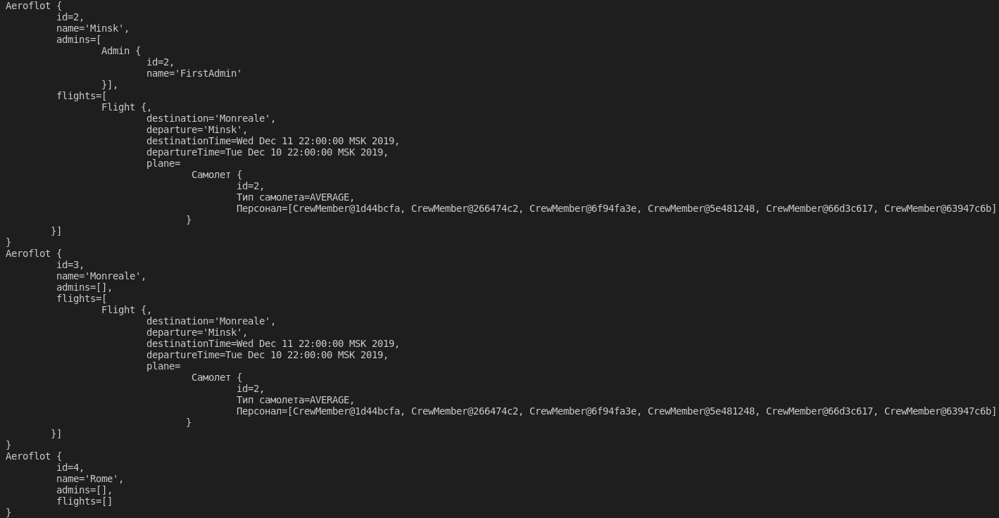 Aeroflot {
id=2,
name='Minsk',
admins=[
Admin {
id=2,
name='FirstAdmin'
}],
flights=[
Flight {,
destination='Monreale',
departure='Minsk',
destinationTime=Wed Dec 11 22:00:00 MSK 2019,
departureTime=Tue Dec 10 22:00:00 MSK 2019,
plane=
Самолет {
id=2,
Тип самолета=AVERAGE,
Персонал=[CrewMember@1d44bcfa, CrewMember@266474c2, CrewMember@6f94fa3e, CrewMember@5e481248, CrewMember@66d3c617, CrewMember@63947c6b]
}
}]
}
Aeroflot {
id=3,
name='Monreale',
admins=[],
flights=[
Flight {,
destination='Monreale',
departure='Minsk',
destinationTime=Wed Dec 11 22:00:00 MSK 2019,
departureTime=Tue Dec 10 22:00:00 MSK 2019,
plane=
Самолет {
id=2,
Тип самолета=AVERAGE,
Персонал=[CrewMember@1d44bcfa, CrewMember@266474c2, CrewMember@6f94fa3e, CrewMember@5e481248, CrewMember@66d3c617, CrewMember@63947c6b]
}
}]
}
Aeroflot {
id=4,
name='Rome',
admins=[],
flights=[]
}